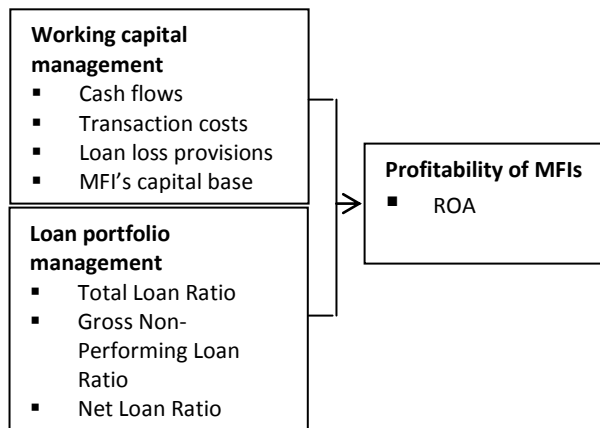 Working capital
management
▪ Cash flows
▪ Transaction costs
▪ Loan loss provisions
▪ MFI's capital base
Loan portfolio
management
▪ Total Loan Ratio
▪ Gross Non-
Performing Loan
Ratio
▪ Net Loan Ratio
Profitability of MFIs
▪ ROA